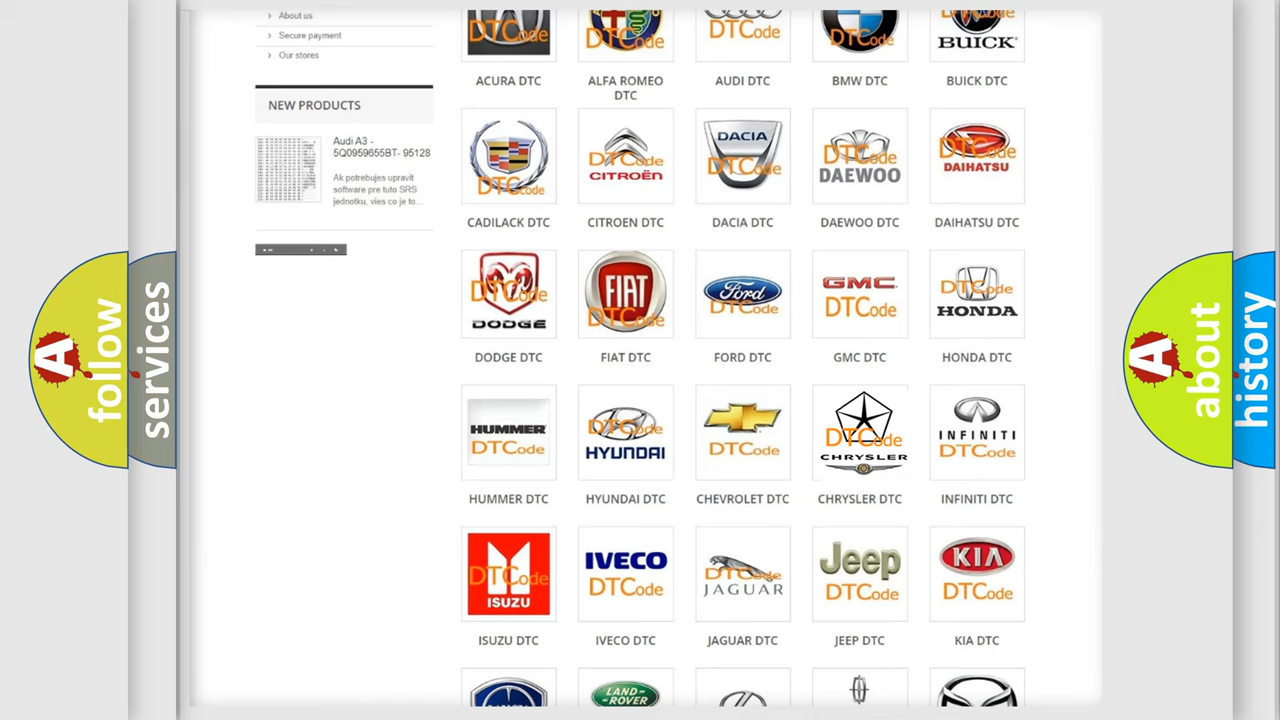 About us
Secure payment
Our stores
NEW PRODUCTS
Audi A3 -
5Q0959655BT- 95128
Ak potrebujes upravit
software pre tuto SRS
jednotku, vies co je to...
DTCode
DTCode
DTCode
DTCode
BUICK
ACURA DTC
ALFA ROMEO
DTC
AUDI DTC
BMW DTC
BUICK DTC
DTCode
DTCode
CITROËN
DACIA
DTCode
DTCode
DAEWOO
DTCode
DAIHATSU
CADILACK DTC
CITROEN DTC
DACIA DTC
DAEWOO DTC
DAIHATSU DTC
DTCode
DODGE
FIAT
DTCode
Ford
DTCode
GMC
DTCode
DTCode
HONDA
DODGE DTC
FIAT DTC
FORD DTC
GMC DTC
HONDA DTC
HUMMER
DTCode
DTCode
HYUNDAI
DTCode
DTCode
CHRYSLER
INFINITI
DTCode
HUMMER DTC
HYUNDAI DTC
CHEVROLET DTC
CHRYSLER DTC
INFINITI DTC
DTCode
ISUZU
IVECO
DTCode
DTCode
JAGUAR
Jeep
DTCode
KIA
DTCode
ISUZU DTC
IVECO DTC
JAGUAR DTC
JEEP DTC
KIA DTC
LAND-
ROVER
A
follow
services
A
about
history